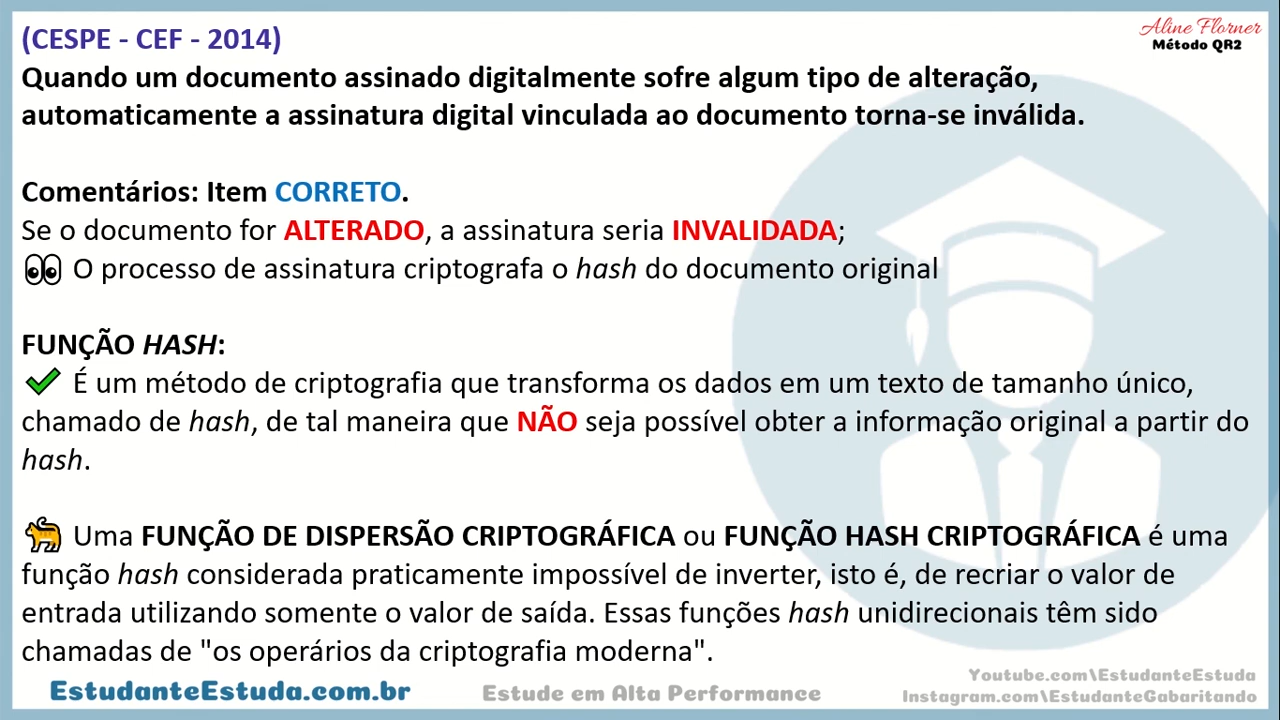 (CESPE - CEF - 2014)
Aline Florner
Método QR2
Quando um documento assinado digitalmente sofre algum tipo de alteração,
automaticamente a assinatura digital vinculada ao documento torna-se inválida.
Comentários: Item CORRETO.
Se o documento for ALTERADO, a assinatura seria INVALIDADA;
👀 O processo de assinatura criptografa o hash do documento original
FUNÇÃO HASH:
✔ É um método de criptografia que transforma os dados em um texto de tamanho único,
chamado de hash, de tal maneira que NÃO seja possível obter a informação original a partir do
hash.
🐅 Uma FUNÇÃO DE DISPERSÃO CRIPTOGRÁFICA ou FUNÇÃO HASH CRIPTOGRÁFICA é uma
função hash considerada praticamente impossível de inverter, isto é, de recriar o valor de
entrada utilizando somente o valor de saída. Essas funções hash unidirecionais têm sido
chamadas de "os operários da criptografia moderna".
EstudanteEstuda.com.br
Estude em Alta Performance
Youtube.com\EstudanteEstuda
Instagram.com\EstudanteGabaritando